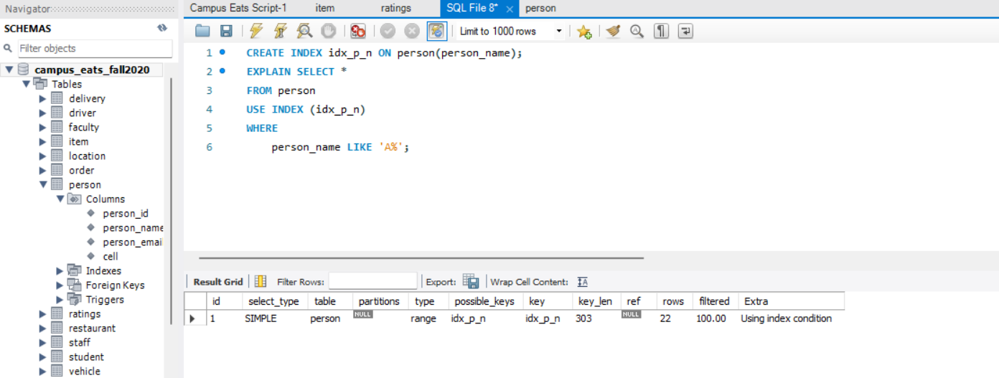 Navigator
SCHEMAS
Filter objects
campus_eats_fall2020
Tables
delivery
driver
faculty
item
location
order
person
Columns
person_id
person_name
person_emai
cell
Indexes
Foreign Keys
Triggers
ratings
restaurant
staff
student
vehicle
Campus Eats Script-1 item ratings SQL File 8* × person
Limit to 1000 rows
1 CREATE INDEX idx_p_n ON person(person_name);
2 EXPLAIN SELECT *
3 FROM person
4 USE INDEX (idx_p_n)
5 WHERE
6 person_name LIKE 'A%';
Result Grid Filter Rows: Export: Wrap Cell Content:
id select_type table partitions type possible_keys key key_len ref rows filtered Extra
1 SIMPLE person NULL range idx_p_n idx_p_n 303 NULL 22 100.00 Using index condition